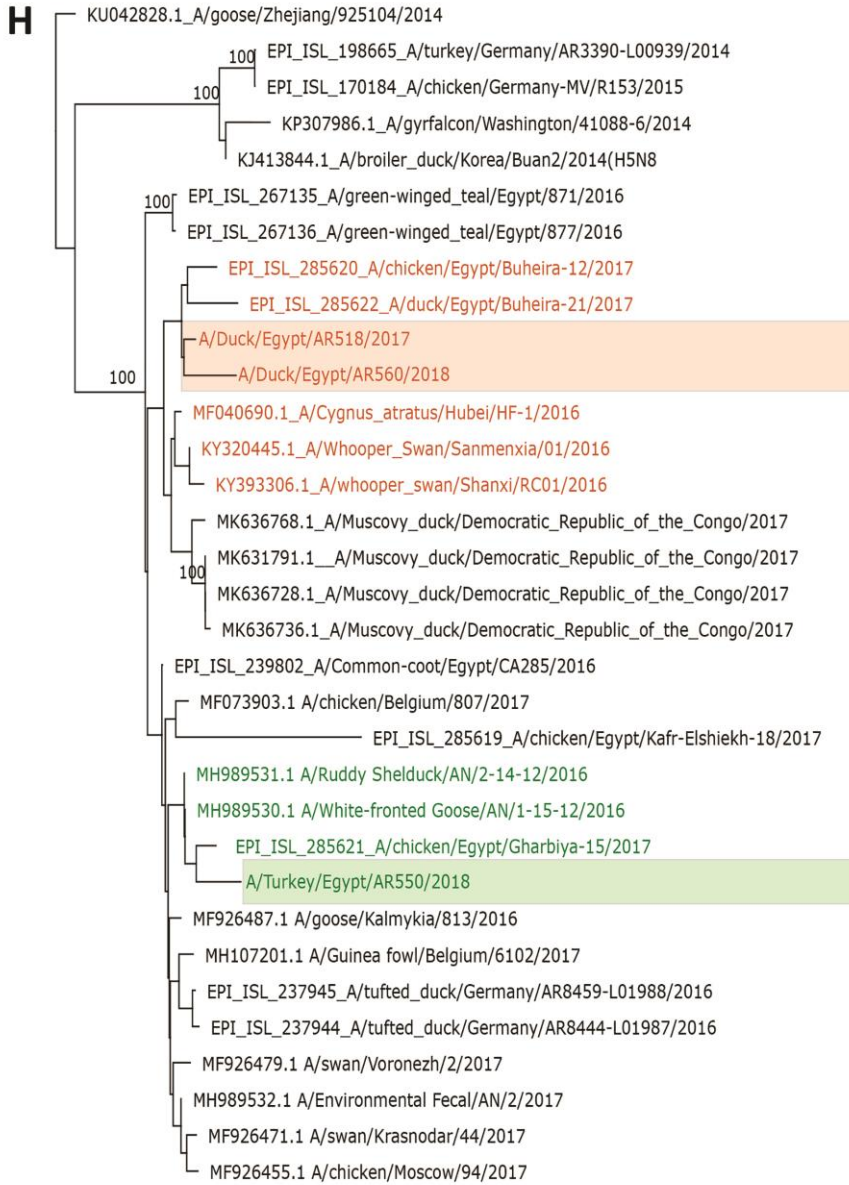 H
KU042828.1_A/goose/Zhejiang/925104/2014
EPI_ISL_198665_A/turkey/Germany/AR3390-L00939/2014
100
EPI_ISL_170184_A/chicken/Germany-MV/R153/2015
100
KP307986.1_A/gyrfalcon/Washington/41088-6/2014
KJ413844.1_A/broiler_duck/Korea/Buan2/2014(H5N8
EPI_ISL_267135_A/green-winged_teal/Egypt/871/2016
100
EPI_ISL_267136_A/green-winged_teal/Egypt/877/2016
EPI_ISL_285620_A/chicken/Egypt/Buheira-12/2017
EPI_ISL_285622_A/duck/Egypt/Buheira-21/2017
A/Duck/Egypt/AR518/2017
A/Duck/Egypt/AR560/2018
100
MF040690.1_A/Cygnus_atratus/Hubei/HF-1/2016
KY320445.1_A/Whooper_Swan/Sanmenxia/01/2016
KY393306.1_A/whooper_swan/Shanxi/RC01/2016
MK636768.1_A/Muscovy_duck/Democratic_Republic_of_the_Congo/2017
MK631791.1__A/Muscovy_duck/Democratic_Republic_of_the_Congo/2017
100
MK636728.1_A/Muscovy_duck/Democratic_Republic_of_the_Congo/2017
MK636736.1_A/Muscovy_duck/Democratic_Republic_of_the_Congo/2017
EPI_ISL_239802_A/Common-coot/Egypt/CA285/2016
MF073903.1 A/chicken/Belgium/807/2017
EPI_ISL_285619_A/chicken/Egypt/Kafr-Elshiekh-18/2017
MH989531.1 A/Ruddy Shelduck/AN/2-14-12/2016
MH989530.1 A/White-fronted Goose/AN/1-15-12/2016
EPI_ISL_285621_A/chicken/Egypt/Gharbiya-15/2017
A/Turkey/Egypt/AR550/2018
MF926487.1 A/goose/Kalmykia/813/2016
MH107201.1 A/Guinea fowl/Belgium/6102/2017
EPI_ISL_237945_A/tufted_duck/Germany/AR8459-L01988/2016
EPI_ISL_237944_A/tufted_duck/Germany/AR8444-L01987/2016
MF926479.1 A/swan/Voronezh/2/2017
MH989532.1 A/Environmental Fecal/AN/2/2017
MF926471.1 A/swan/Krasnodar/44/2017
MF926455.1 A/chicken/Moscow/94/2017